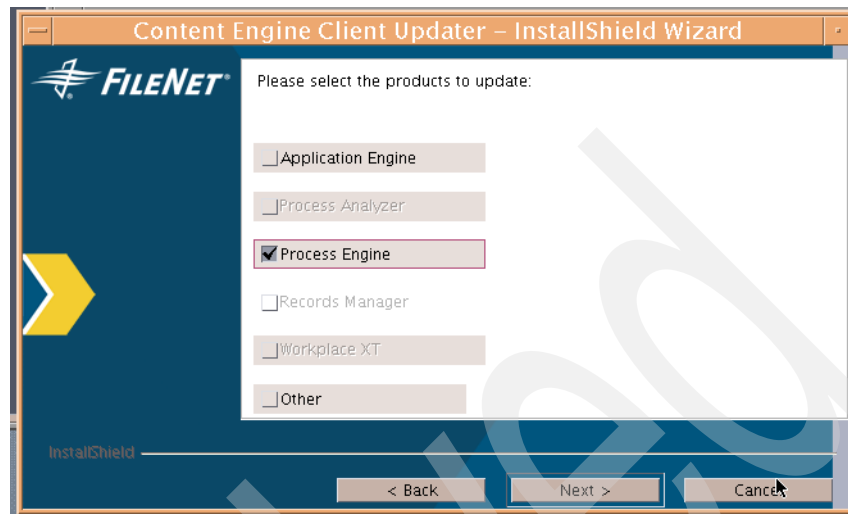 Content Engine Client Updater – InstallShield Wizard
FILENET
Please select the products to update:
Application Engine
Process Analyzer
Process Engine
Records Manager
Workplace XT
Other
InstallShield
< Back
Next >
Cancel